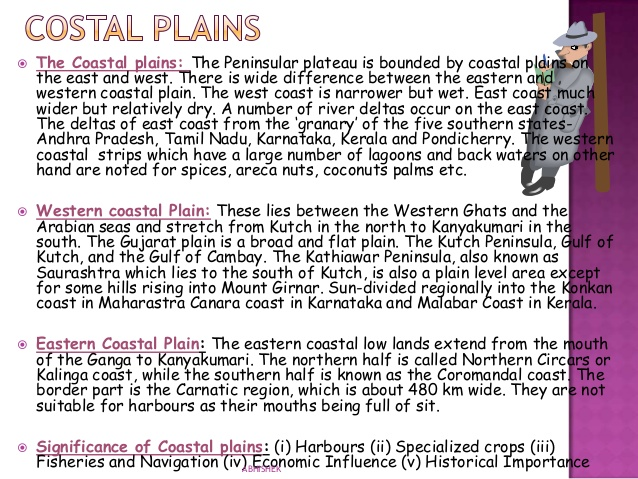 COSTAL PLAINS
The Coastal plains: The Peninsular plateau is bounded by coastal plains on
the east and west. There is wide difference between the eastern and
western coastal plain. The west coast is narrower but wet. East coast much
wider but relatively dry. A number of river deltas occur on the east coast.
The deltas of east coast from the ‘granary’ of the five southern states-
Andhra Pradesh, Tamil Nadu, Karnataka, Kerala and Pondicherry. The western
coastal strips which have a large number of lagoons and back waters on other
hand are noted for spices, areca nuts, coconuts palms etc.
Western coastal Plain: These lies between the Western Ghats and the
Arabian seas and stretch from Kutch in the north to Kanyakumari in the
south. The Gujarat plain is a broad and flat plain. The Kutch Peninsula, Gulf of
Kutch, and the Gulf of Cambay. The Kathiawar Peninsula, also known as
Saurashtra which lies to the south of Kutch, is also a plain level area except
for some hills rising into Mount Girnar. Sun-divided regionally into the Konkan
coast in Maharastra Canara coast in Karnataka and Malabar Coast in Kerala.
Eastern Coastal Plain: The eastern coastal low lands extend from the mouth
of the Ganga to Kanyakumari. The northern half is called Northern Circars or
Kalinga coast, while the southern half is known as the Coromandal coast. The
border part is the Carnatic region, which is about 480 km wide. They are not
suitable for harbours as their mouths being full of sit.
Significance of Coastal plains: (i) Harbours (ii) Specialized crops (iii)
Fisheries and Navigation (iv) Economic Influence (v) Historical Importance
ABHISHEK